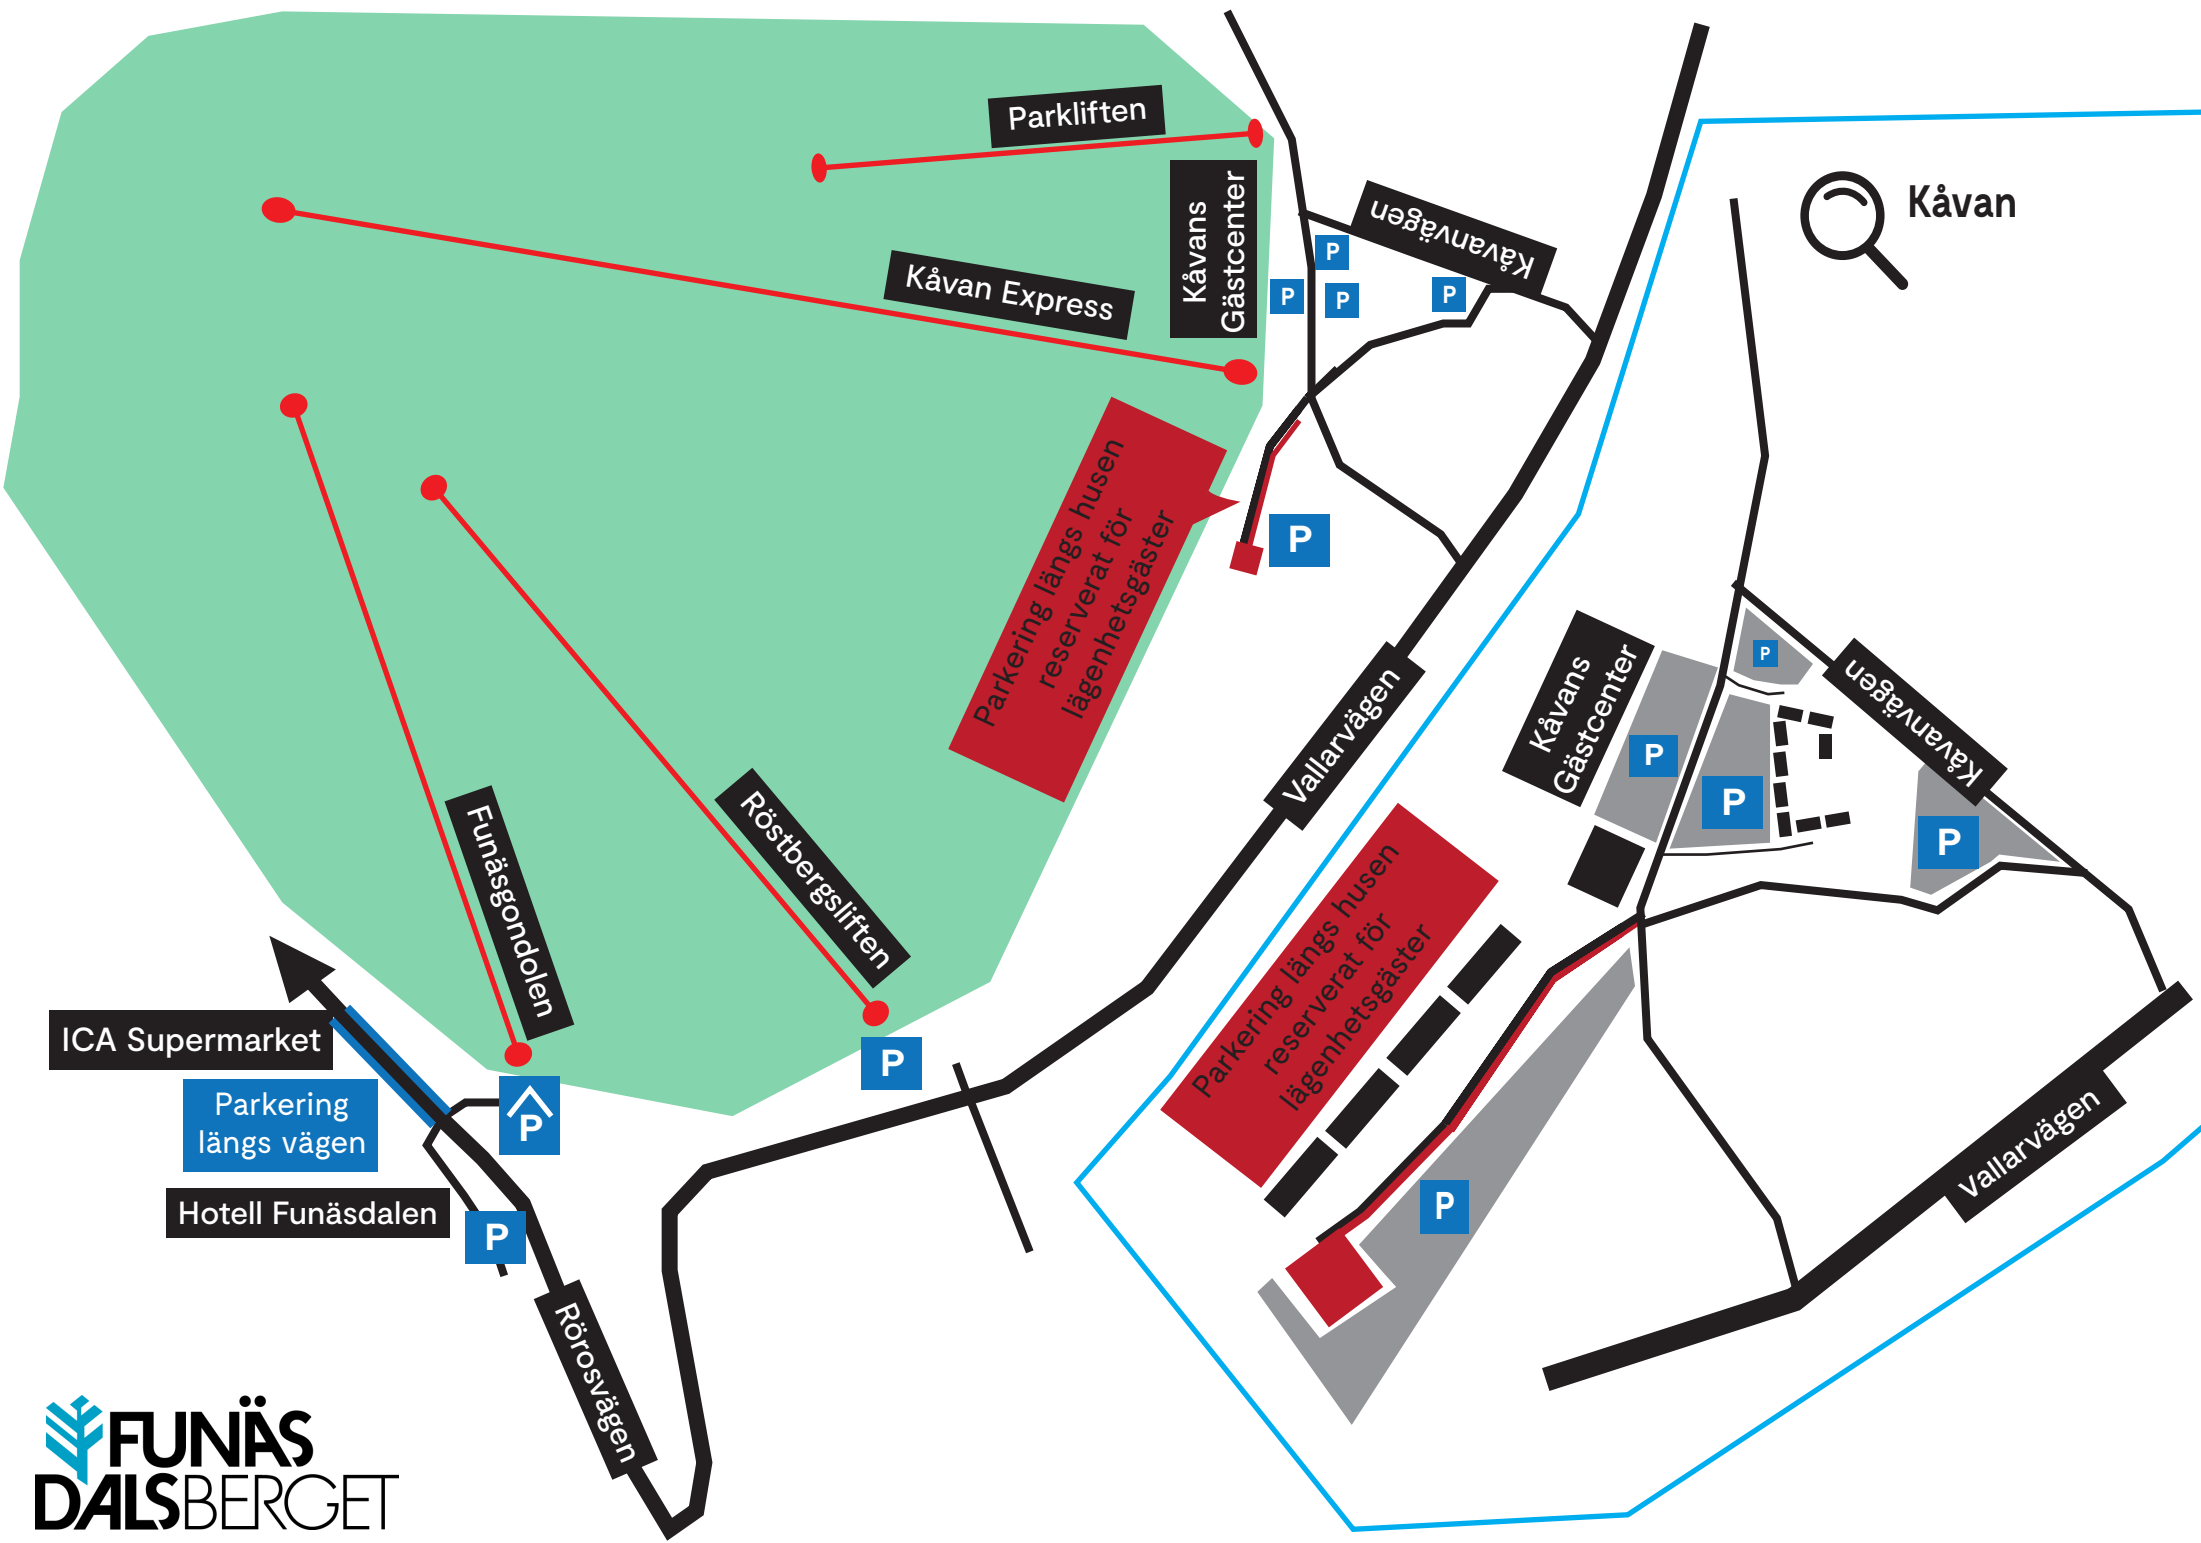 Parkliften
Kåvans
Gästcenter
Kåvanvägen
Kåvan
Kåvan Express
P
P
P
P
Parkering längs husen
reserverat för
lägenhetsgäster
P
Vallarvägen
Kåvans
Gästcenter
P
Kåvanvägen
P
P
P
Funäsgondolen
Röstbergsliften
Parkering längs husen
reserverat för
lägenhetsgäster
ICA Supermarket
P
Parkering
längs vägen
P
Hotell Funäsdalen
P
P
Vallarvägen
Rörosvägen
FUNÄS
DALSBERGET